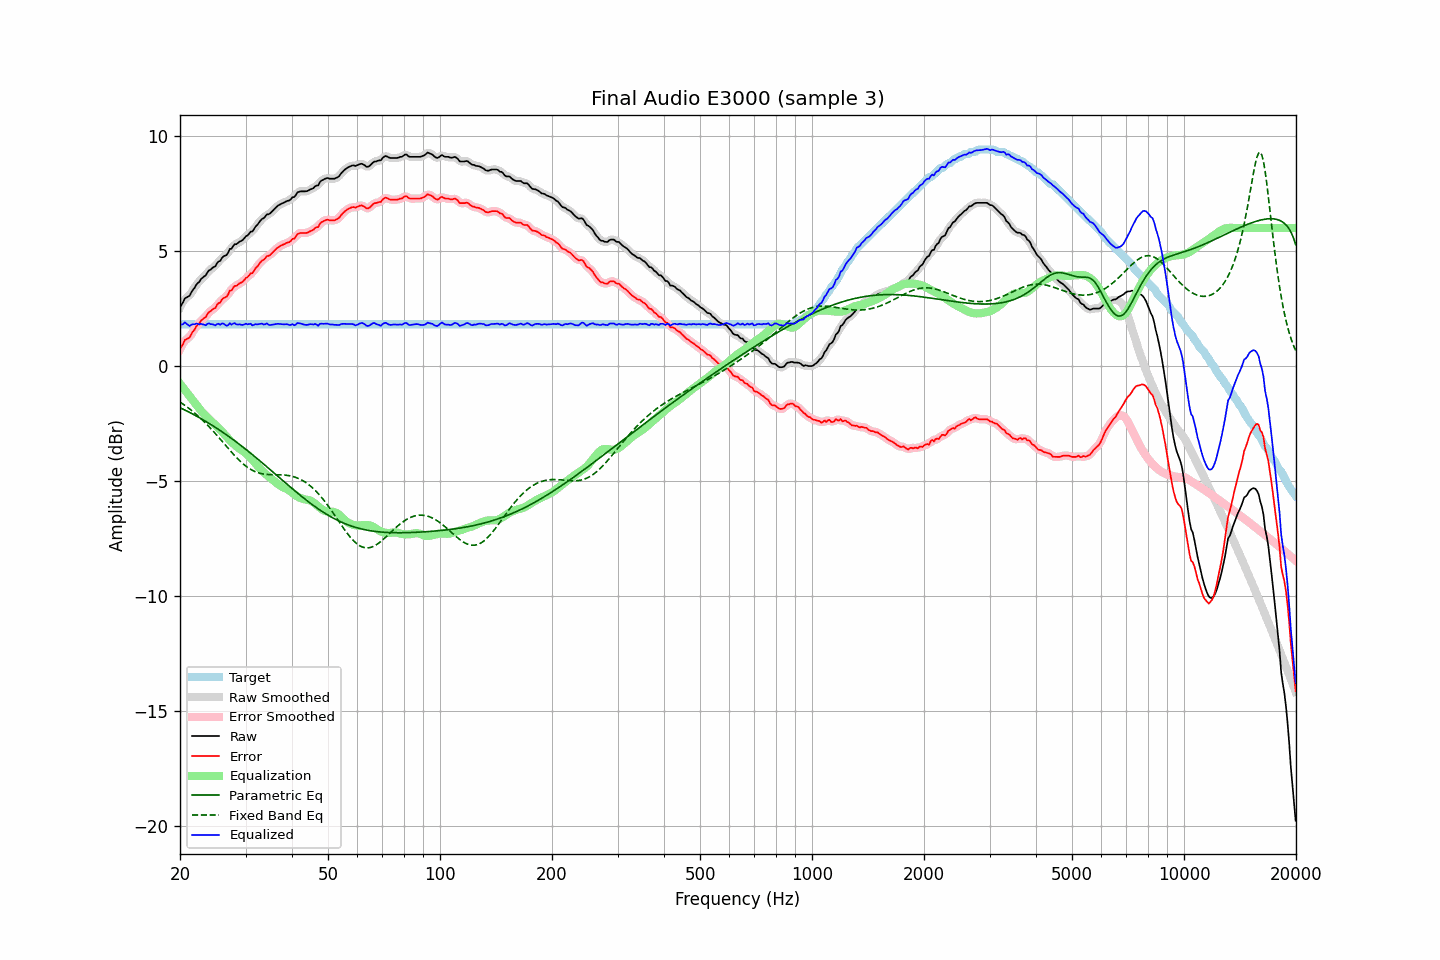 Final Audio E3000 (sample 3)
10
5
0
−5
−10
−15
−20
Amplitude (dBr)
Target
Raw Smoothed
Error Smoothed
Raw
Error
Equalization
Parametric Eq
Fixed Band Eq
Equalized
20 50 100 200 500 1000 2000 5000 10000 20000
Frequency (Hz)